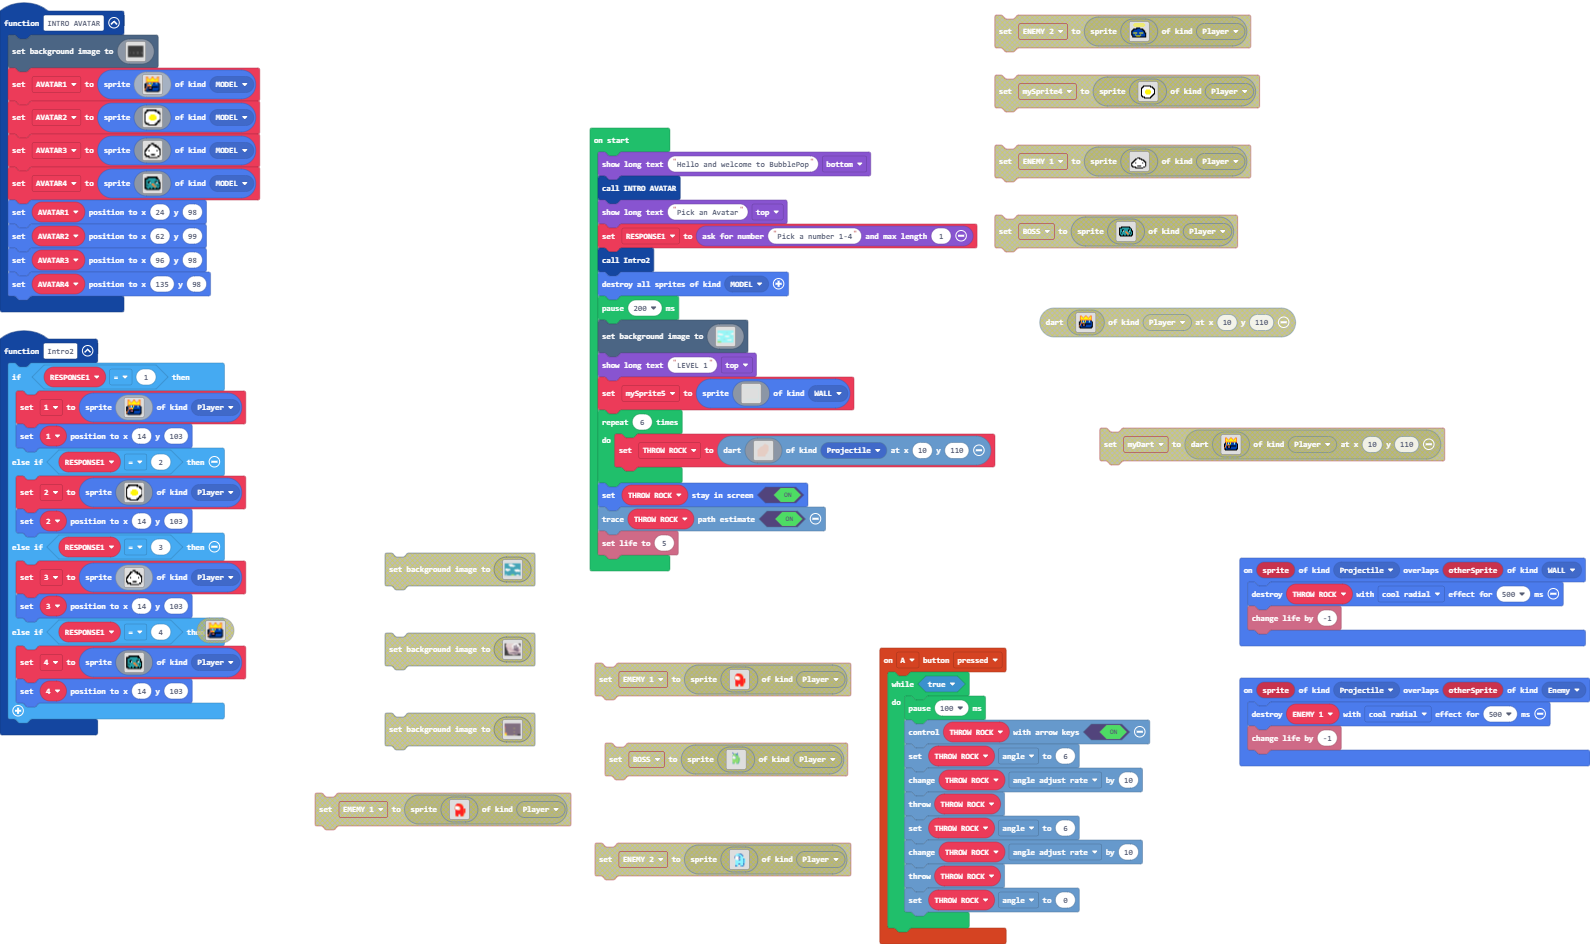 function INTRO AVATAR
set background image to
set AVATAR1 to sprite of kind MODEL
set AVATAR2 to sprite of kind MODEL
set AVATAR3 to sprite of kind MODEL
set AVATAR4 to sprite of kind MODEL
set AVATAR1 position to x 24 y 98
set AVATAR2 position to x 62 y 99
set AVATAR3 position to x 96 y 98
set AVATAR4 position to x 135 y 98
function Intro2
if RESPONSE1 = 1 then
set 1 to sprite of kind Player
set 1 position to x 14 y 103
else if RESPONSE1 = 2 then
set 2 to sprite of kind Player
set 2 position to x 14 y 103
else if RESPONSE1 = 3 then
set 3 to sprite of kind Player
set 3 position to x 14 y 103
else if RESPONSE1 = 4 the
set 4 to sprite of kind Player
set 4 position to x 14 y 103
on start
show long text "Hello and welcome to BubblePop" bottom
call INTRO AVATAR
show long text "Pick an Avatar" top
set RESPONSE1 to ask for number "Pick a number 1-4" and max length 1
call Intro2
destroy all sprites of kind MODEL
pause 200 ms
set background image to
show long text "LEVEL 1" top
set mySprite5 to sprite of kind WALL
repeat 6 times
do
set THROW ROCK to dart of kind Projectile at x 10 y 110
set THROW ROCK stay in screen ON
trace THROW ROCK path estimate ON
set life to 5
set ENEMY 2 to sprite of kind Player
set mySprite4 to sprite of kind Player
set ENEMY 1 to sprite of kind Player
set BOSS to sprite of kind Player
dart of kind Player at x 10 y 110
set myDart to dart of kind Player at x 10 y 110
set background image to
set background image to
set background image to
set ENEMY 1 to sprite of kind Player
set ENEMY 1 to sprite of kind Player
set BOSS to sprite of kind Player
set ENEMY 2 to sprite of kind Player
on A button pressed
while true
do
pause 100 ms
control THROW ROCK with arrow keys ON
set THROW ROCK angle to 6
change THROW ROCK angle adjust rate by 10
throw THROW ROCK
set THROW ROCK angle to 6
change THROW ROCK angle adjust rate by 10
throw THROW ROCK
set THROW ROCK angle to 0
on sprite of kind Projectile overlaps otherSprite of kind WALL
destroy THROW ROCK with cool radial effect for 500 ms
change life by -1
on sprite of kind Projectile overlaps otherSprite of kind Enemy
destroy ENEMY 1 with cool radial effect for 500 ms
change life by -1